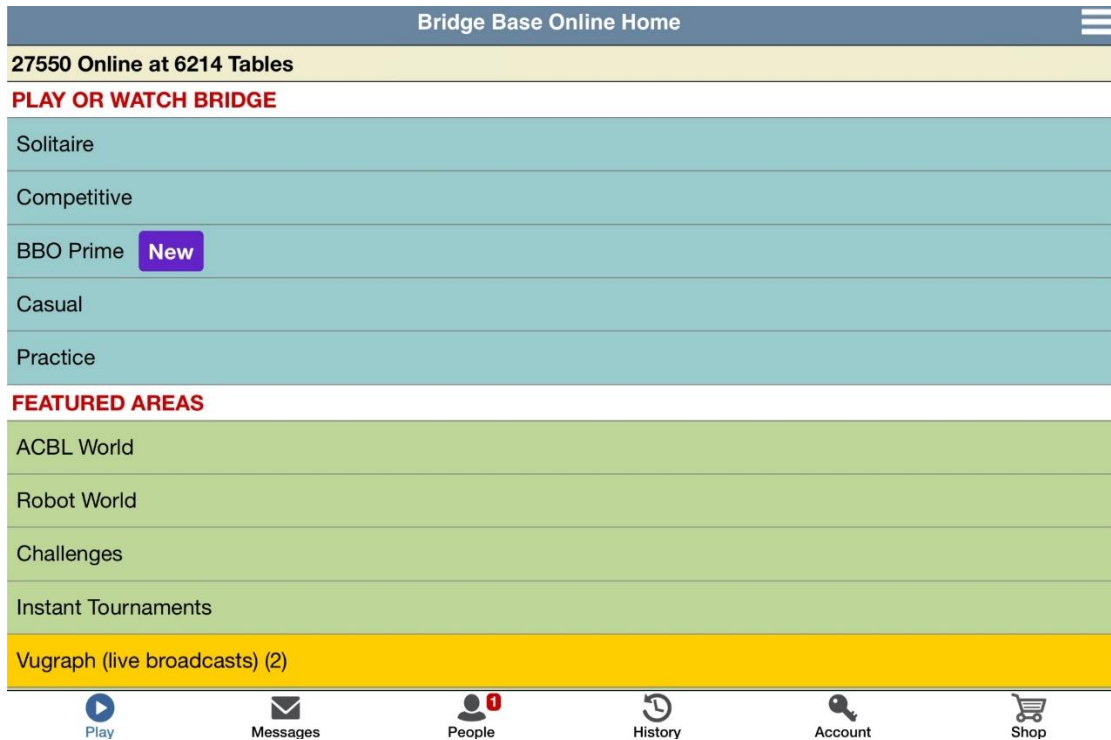 Bridge Base Online Home
27550 Online at 6214 Tables
PLAY OR WATCH BRIDGE
Solitaire
Competitive
BBO Prime New
Casual
Practice
FEATURED AREAS
ACBL World
Robot World
Challenges
Instant Tournaments
Vugraph (live broadcasts) (2)
1
Play Messages People History Account Shop